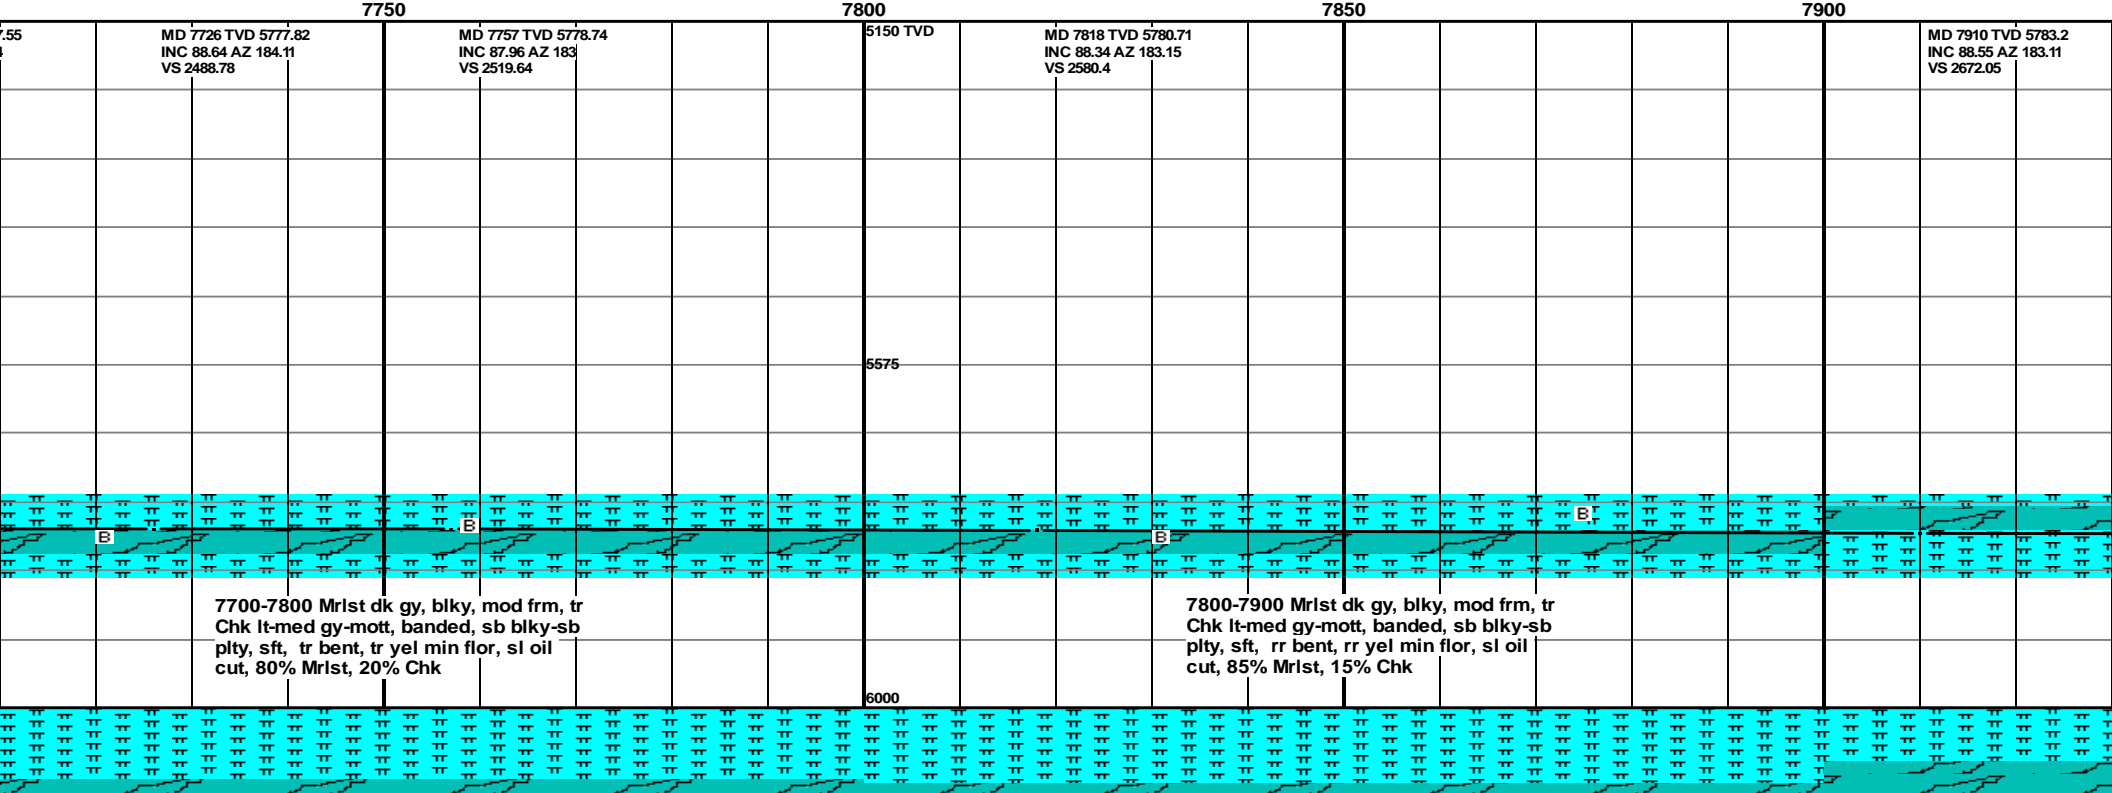 7750
7800
7850
7900
7.55
MD 7726 TVD 5777.82
INC 88.64 AZ 184.11
VS 2488.78
MD 7757 TVD 5778.74
INC 87.96 AZ 183
VS 2519.64
5150 TVD
MD 7818 TVD 5780.71
INC 88.34 AZ 183.15
VS 2580.4
MD 7910 TVD 5783.2
INC 88.55 AZ 183.11
VS 2672.05
5575
B
B
B
B
7700-7800 Mrlst dk gy, blky, mod frm, tr
Chk lt-med gy-mott, banded, sb blky-sb
plty, sft, tr bent, tr yel min flor, sl oil
cut, 80% Mrlst, 20% Chk
7800-7900 Mrlst dk gy, blky, mod frm, tr
Chk lt-med gy-mott, banded, sb blky-sb
plty, sft, rr bent, rr yel min flor, sl oil
cut, 85% Mrlst, 15% Chk
6000